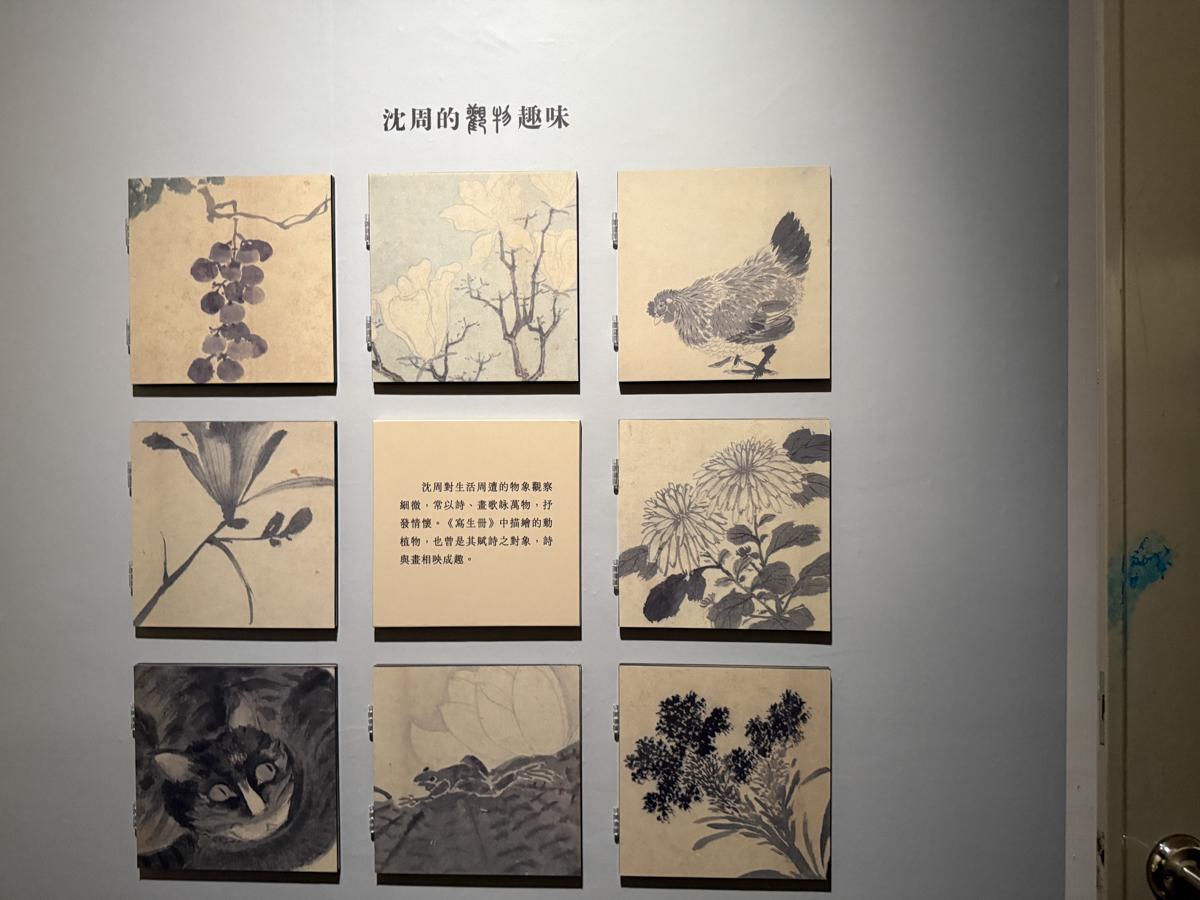 沈周的觀物趣味
沈周對生活周遭的物象觀察
細微，常以詩、畫歌詠萬物，抒
發情懷。《寫生冊》中描繪的動
植物，也曾是其賦詩之對象，詩
與畫相映成趣。